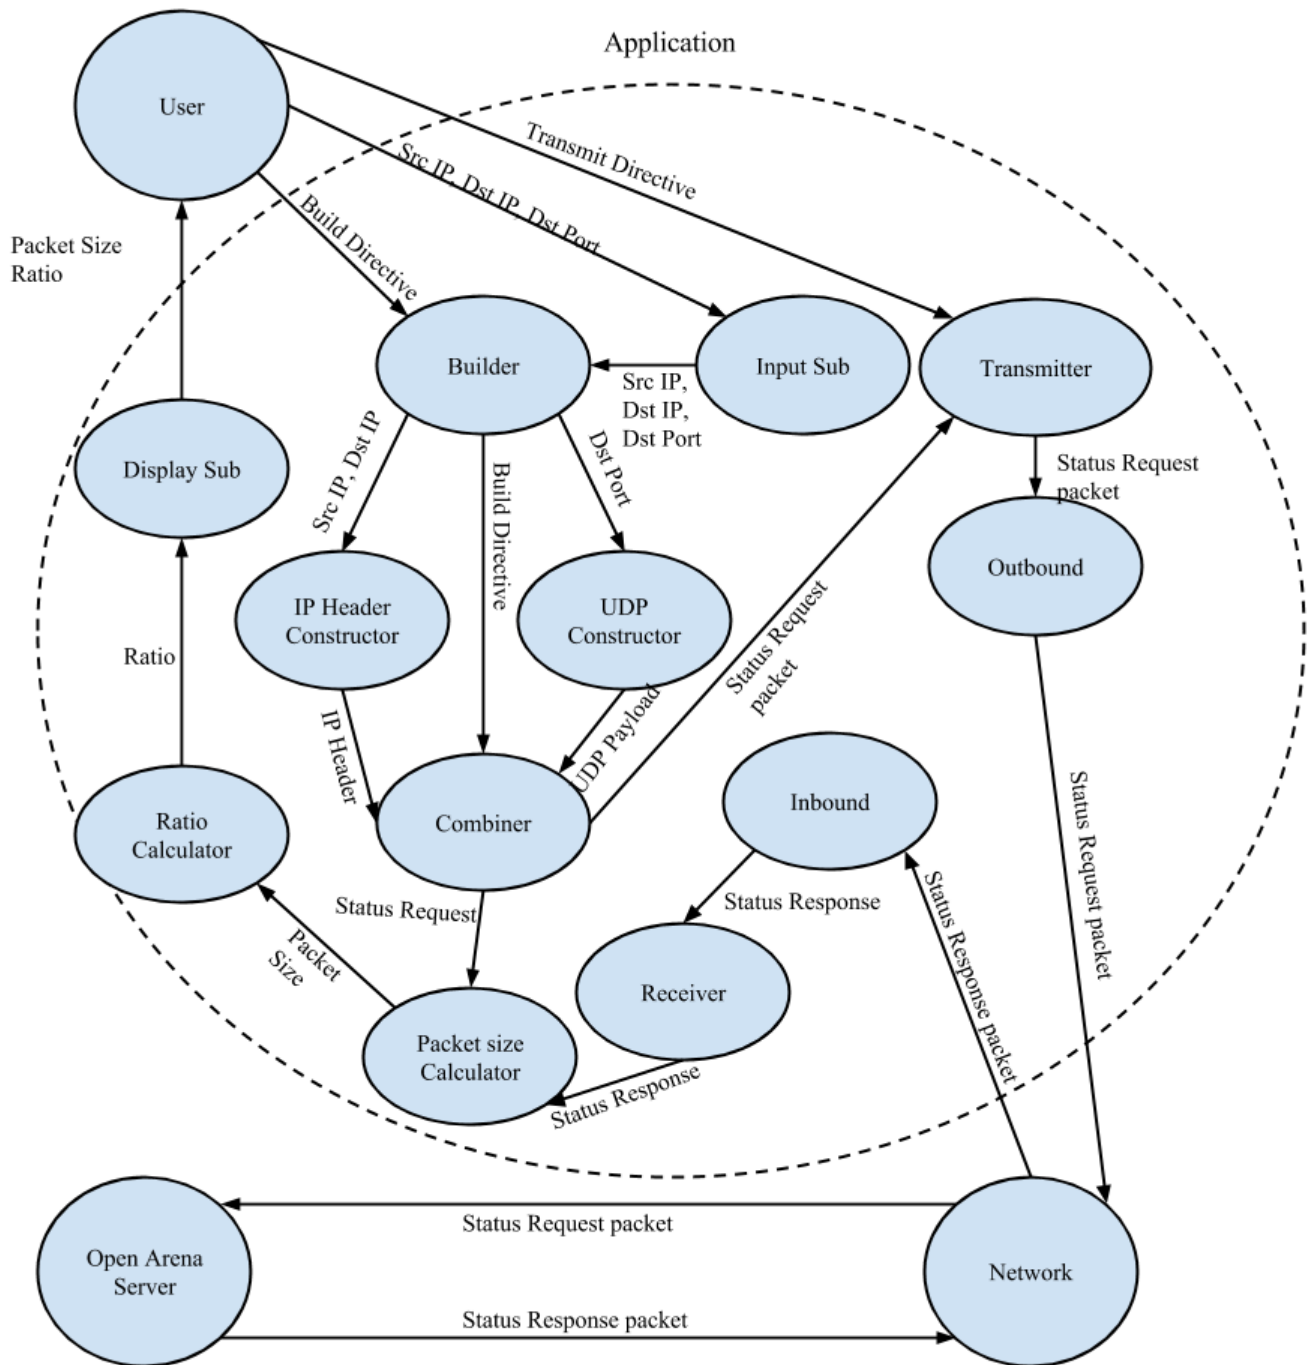 Application
User
Transmit Directive
Src IP, Dst IP, Dst Port
Build Directive
Packet Size
Ratio
Builder
Input Sub
Transmitter
Src IP,
Dst IP,
Dst Port
Display Sub
Src IP, Dst IP
Build Directive
Dst Port
Status Request
packet
Outbound
IP Header
Constructor
UDP
Constructor
Status Request
packet
Ratio
IP Header
UDP Payload
Inbound
Status Request packet
Ratio
Calculator
Combiner
Status Request
Status Response
Status Response packet
Packet
Size
Receiver
Packet size
Calculator
Status Response
Status Request packet
Open Arena
Server
Network
Status Response packet